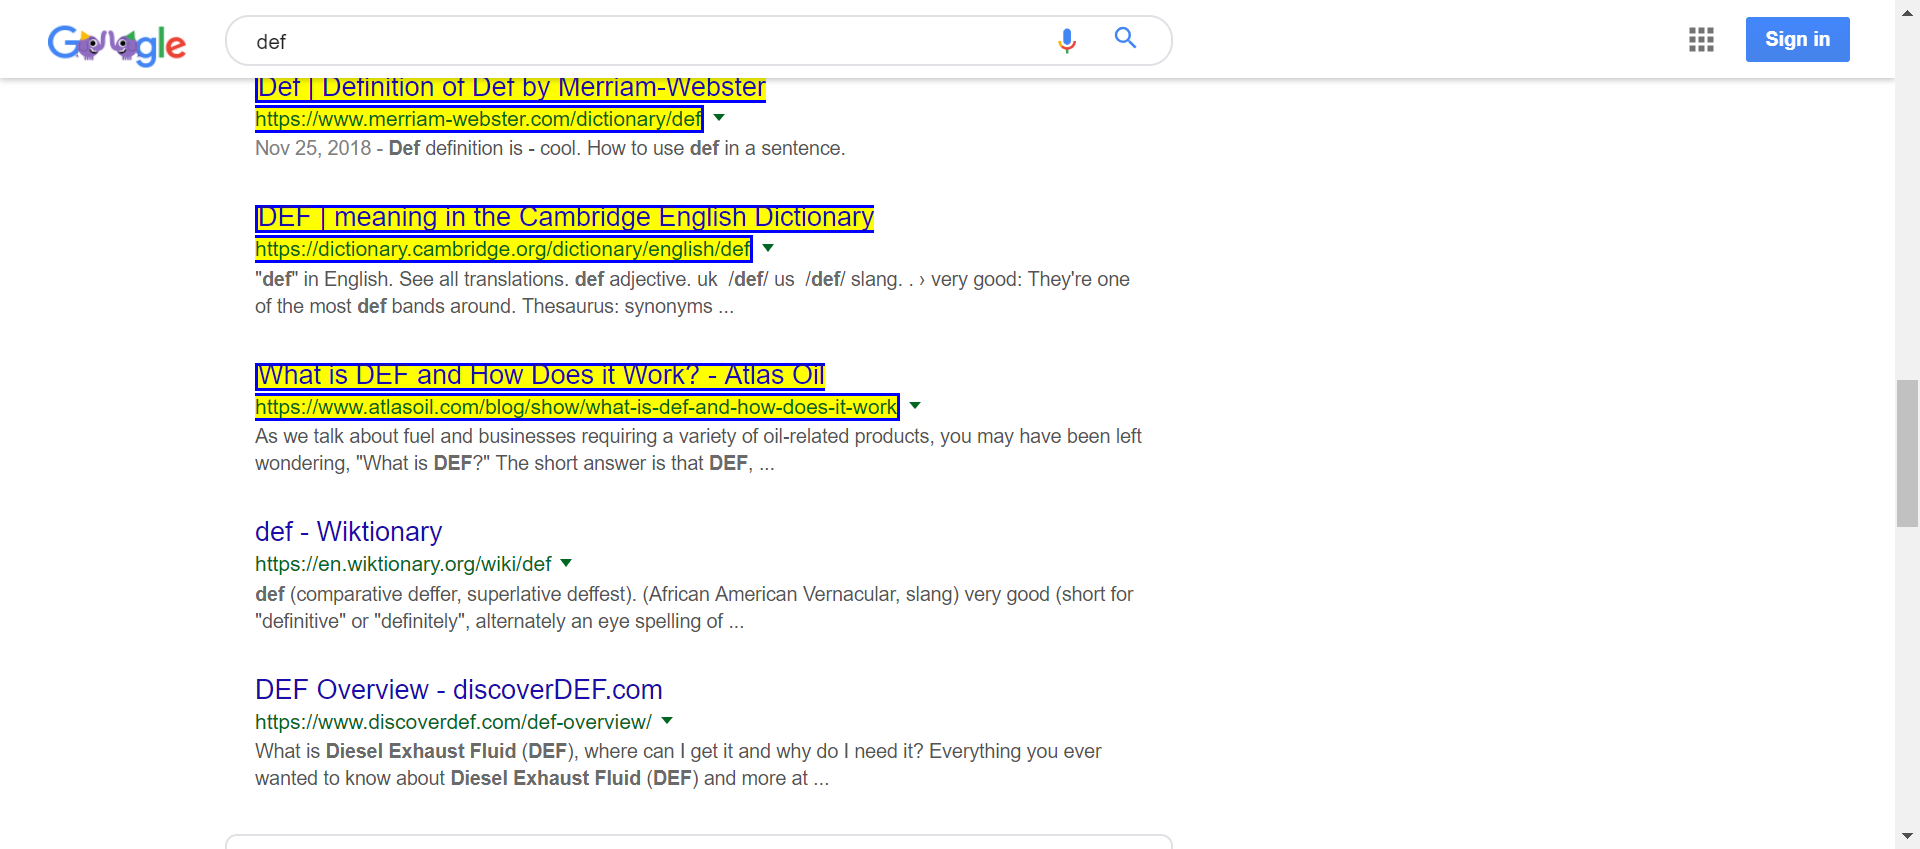 Google
def
Sign in
Def | Definition of Def by Merriam-Webster
https://www.merriam-webster.com/dictionary/def
Nov 25, 2018 - Def definition is - cool. How to use def in a sentence.
DEF | meaning in the Cambridge English Dictionary
https://dictionary.cambridge.org/dictionary/english/def
"def" in English. See all translations. def adjective. uk /def/ us /def/ slang. . › very good: They're one
of the most def bands around. Thesaurus: synonyms ...
What is DEF and How Does it Work? - Atlas Oil
https://www.atlasoil.com/blog/show/what-is-def-and-how-does-it-work
As we talk about fuel and businesses requiring a variety of oil-related products, you may have been left
wondering, "What is DEF?" The short answer is that DEF, ...
def - Wiktionary
https://en.wiktionary.org/wiki/def
def (comparative deffer, superlative deffest). (African American Vernacular, slang) very good (short for
"definitive" or "definitely", alternately an eye spelling of ...
DEF Overview - discoverDEF.com
https://www.discoverdef.com/def-overview/
What is Diesel Exhaust Fluid (DEF), where can I get it and why do I need it? Everything you ever
wanted to know about Diesel Exhaust Fluid (DEF) and more at ...